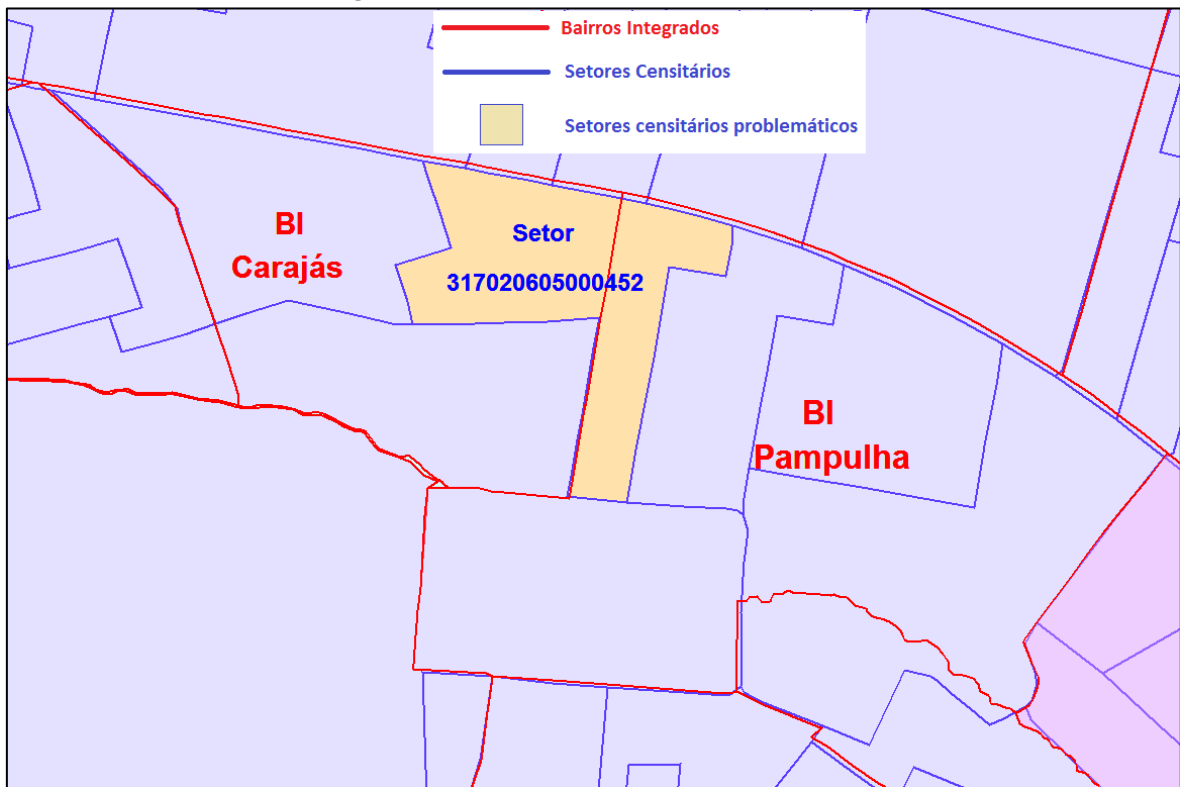 Bairros Integrados
Setores Censitários
Setores censitários problemáticos
BI
Carajás
Setor
317020605000452
BI
Pampulha